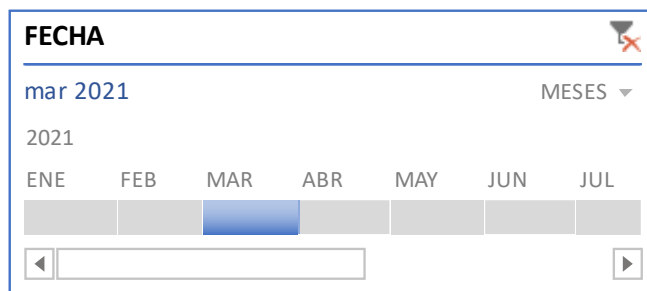 FECHA
mar 2021 MESES
2021
ENE FEB MAR ABR MAY JUN JUL